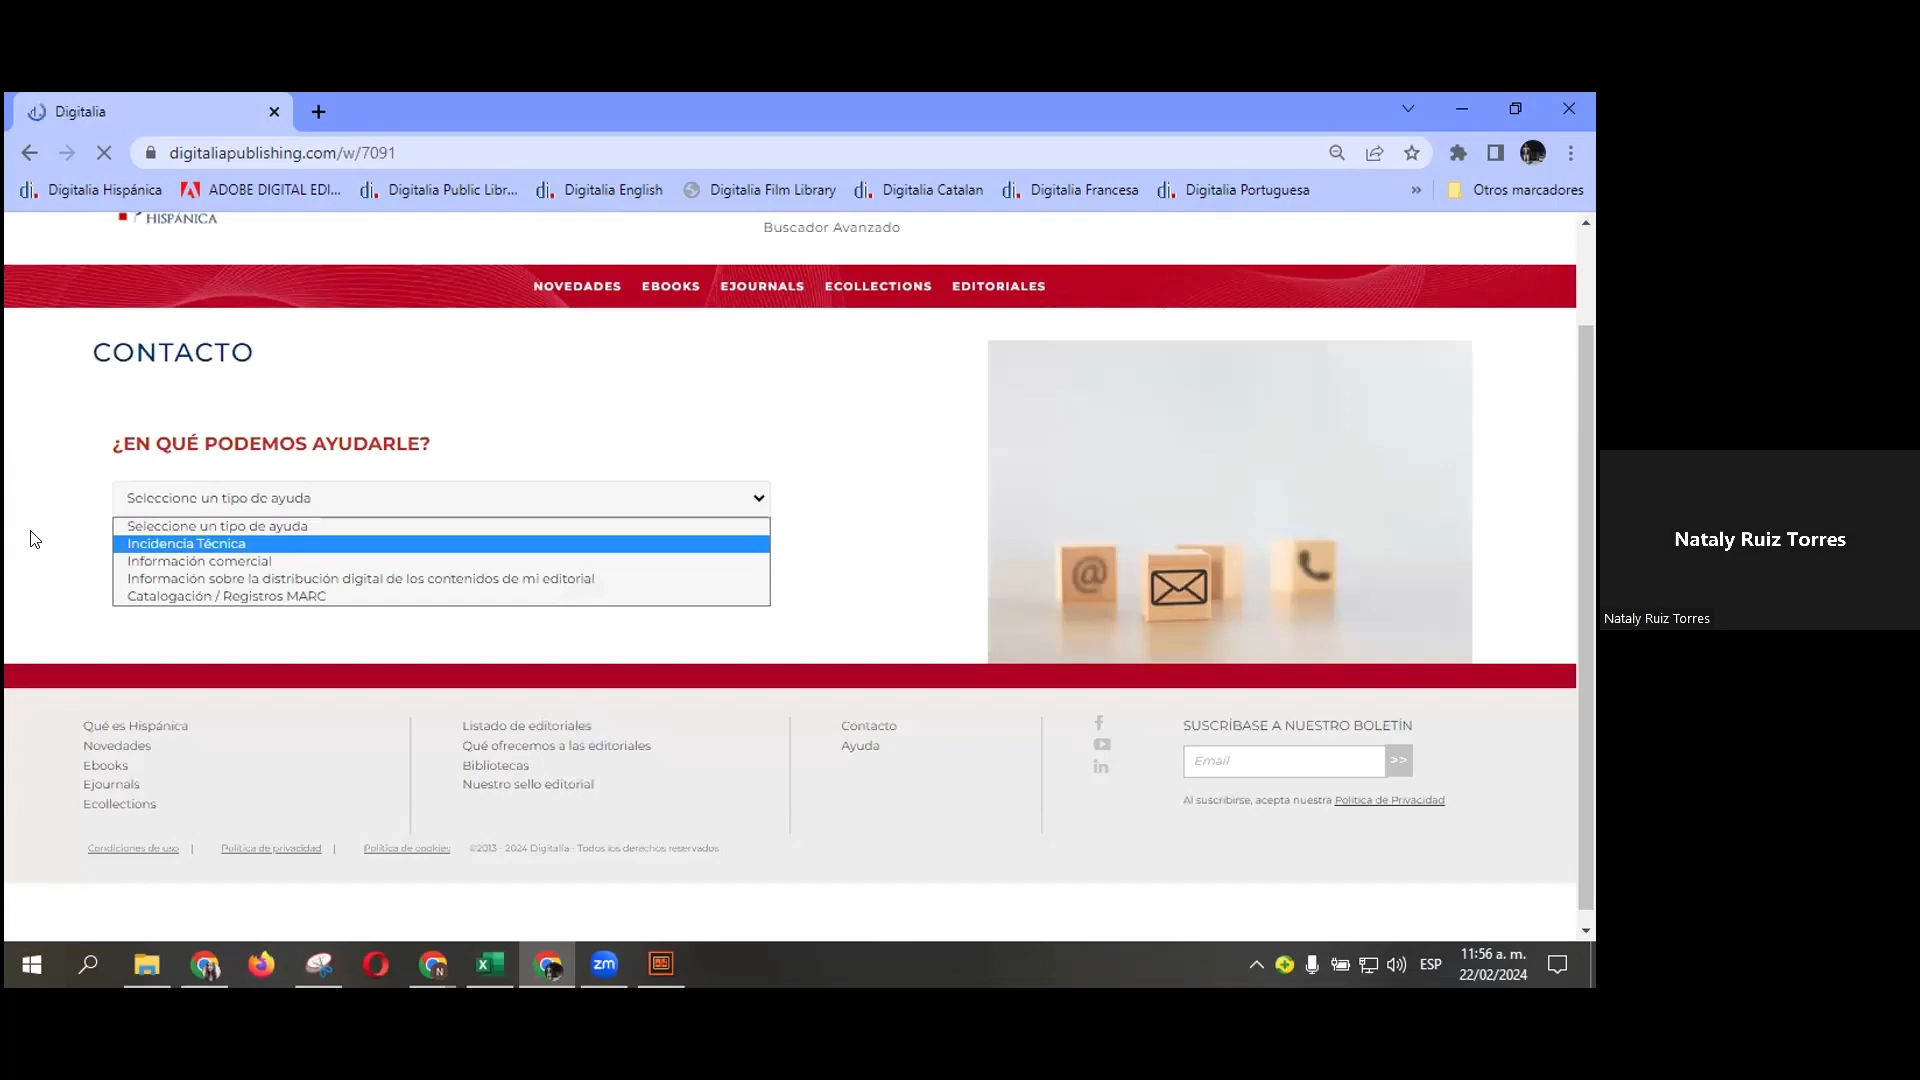 Digitalia
digitaliapublishing.com/w/7091
Digitalia Hispánica
ADOBE DIGITAL EDI...
Digitalia Public Libr...
Digitalia English
Digitalia Film Library
Digitalia Catalan
Digitalia Francesa
Digitalia Portuguesa
Otros marcadores
HISPÁNICA
Buscador Avanzado
NOVEDADES EBOOKS EJOURNALS ECOLLECTIONS EDITORIALES
CONTACTO
¿EN QUÉ PODEMOS AYUDARLE?
Seleccione un tipo de ayuda
Seleccione un tipo de ayuda
Incidencia Técnica
Información comercial
Información sobre la distribución digital de los contenidos de mi editorial
Catalogación / Registros MARC
@
Qué es Hispánica
Novedades
Ebooks
Ejournals
Ecollections
Listado de editoriales
Qué ofrecemos a las editoriales
Bibliotecas
Nuestro sello editorial
Contacto
Ayuda
SUSCRÍBASE A NUESTRO BOLETÍN
Email >>
Al suscribirse, acepta nuestra Política de Privacidad
Condiciones de uso | Política de privacidad | Política de cookies ©2013 - 2024 Digitalia - Todos los derechos reservados
zm
ESP
11:56 a. m.
22/02/2024
Nataly Ruiz Torres
Nataly Ruiz Torres